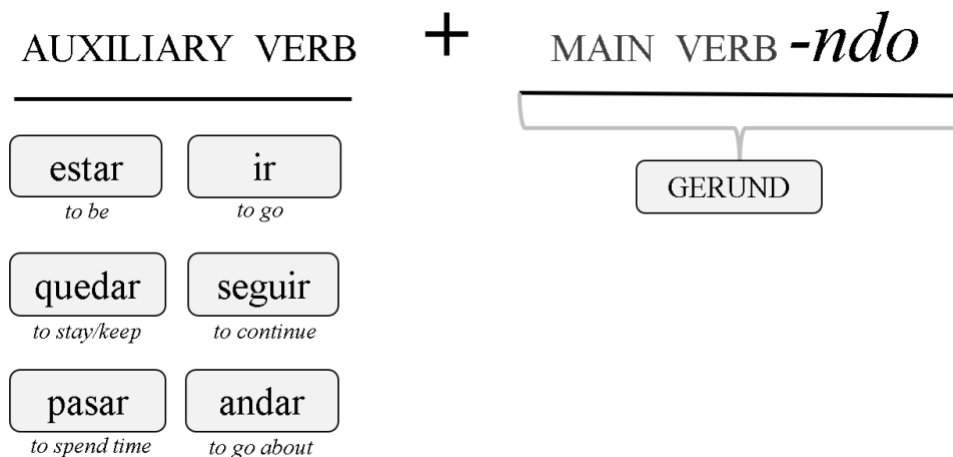 AUXILIARY VERB + MAIN VERB -ndo
estar ir
to be to go
GERUND
quedar seguir
to stay/keep to continue
pasar andar
to spend time to go about